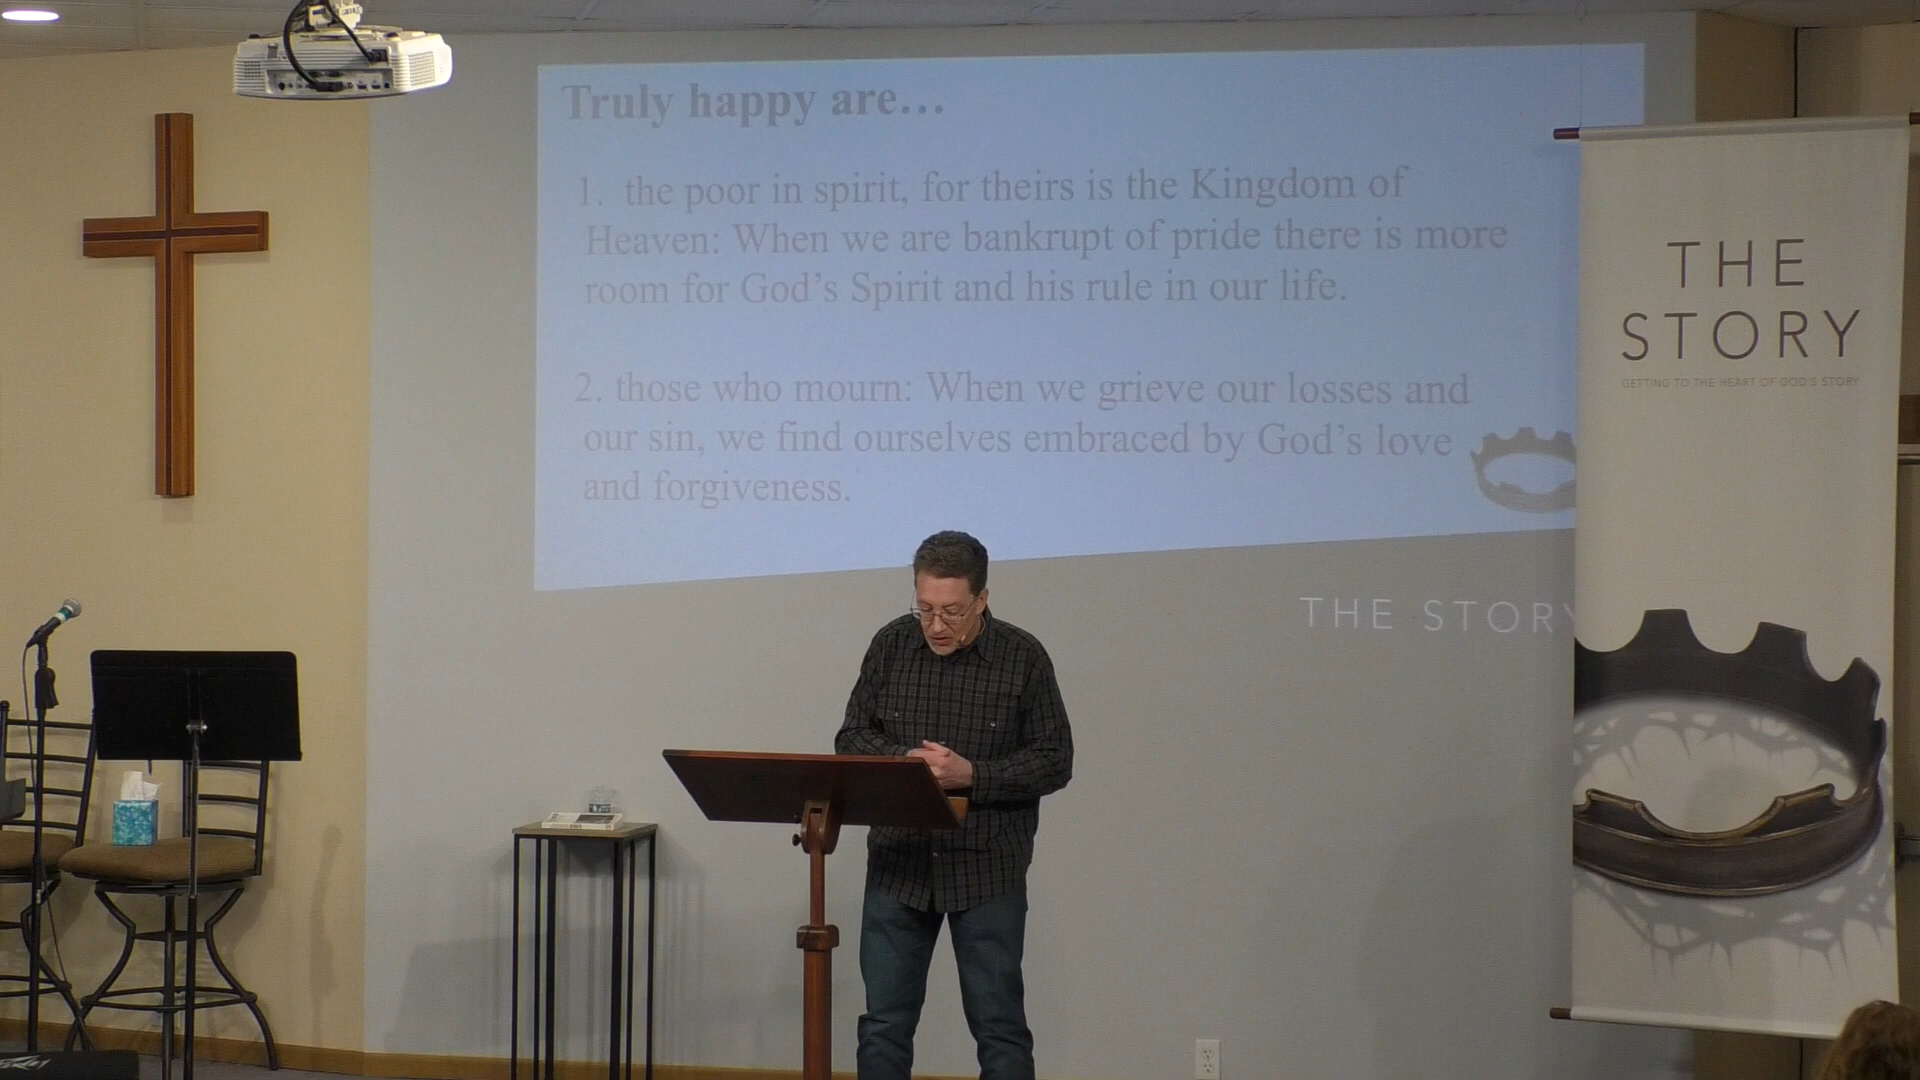 Truly happy are...
1. the poor in spirit, for theirs is the Kingdom of
Heaven: When we are bankrupt of pride there is more
room for God's Spirit and his rule in our life.
2. those who mourn: When we grieve our losses and
our sin, we find ourselves embraced by God's love
and forgiveness.
THE STORY
THE
STORY
GETTING TO THE HEART OF GOD'S STORY